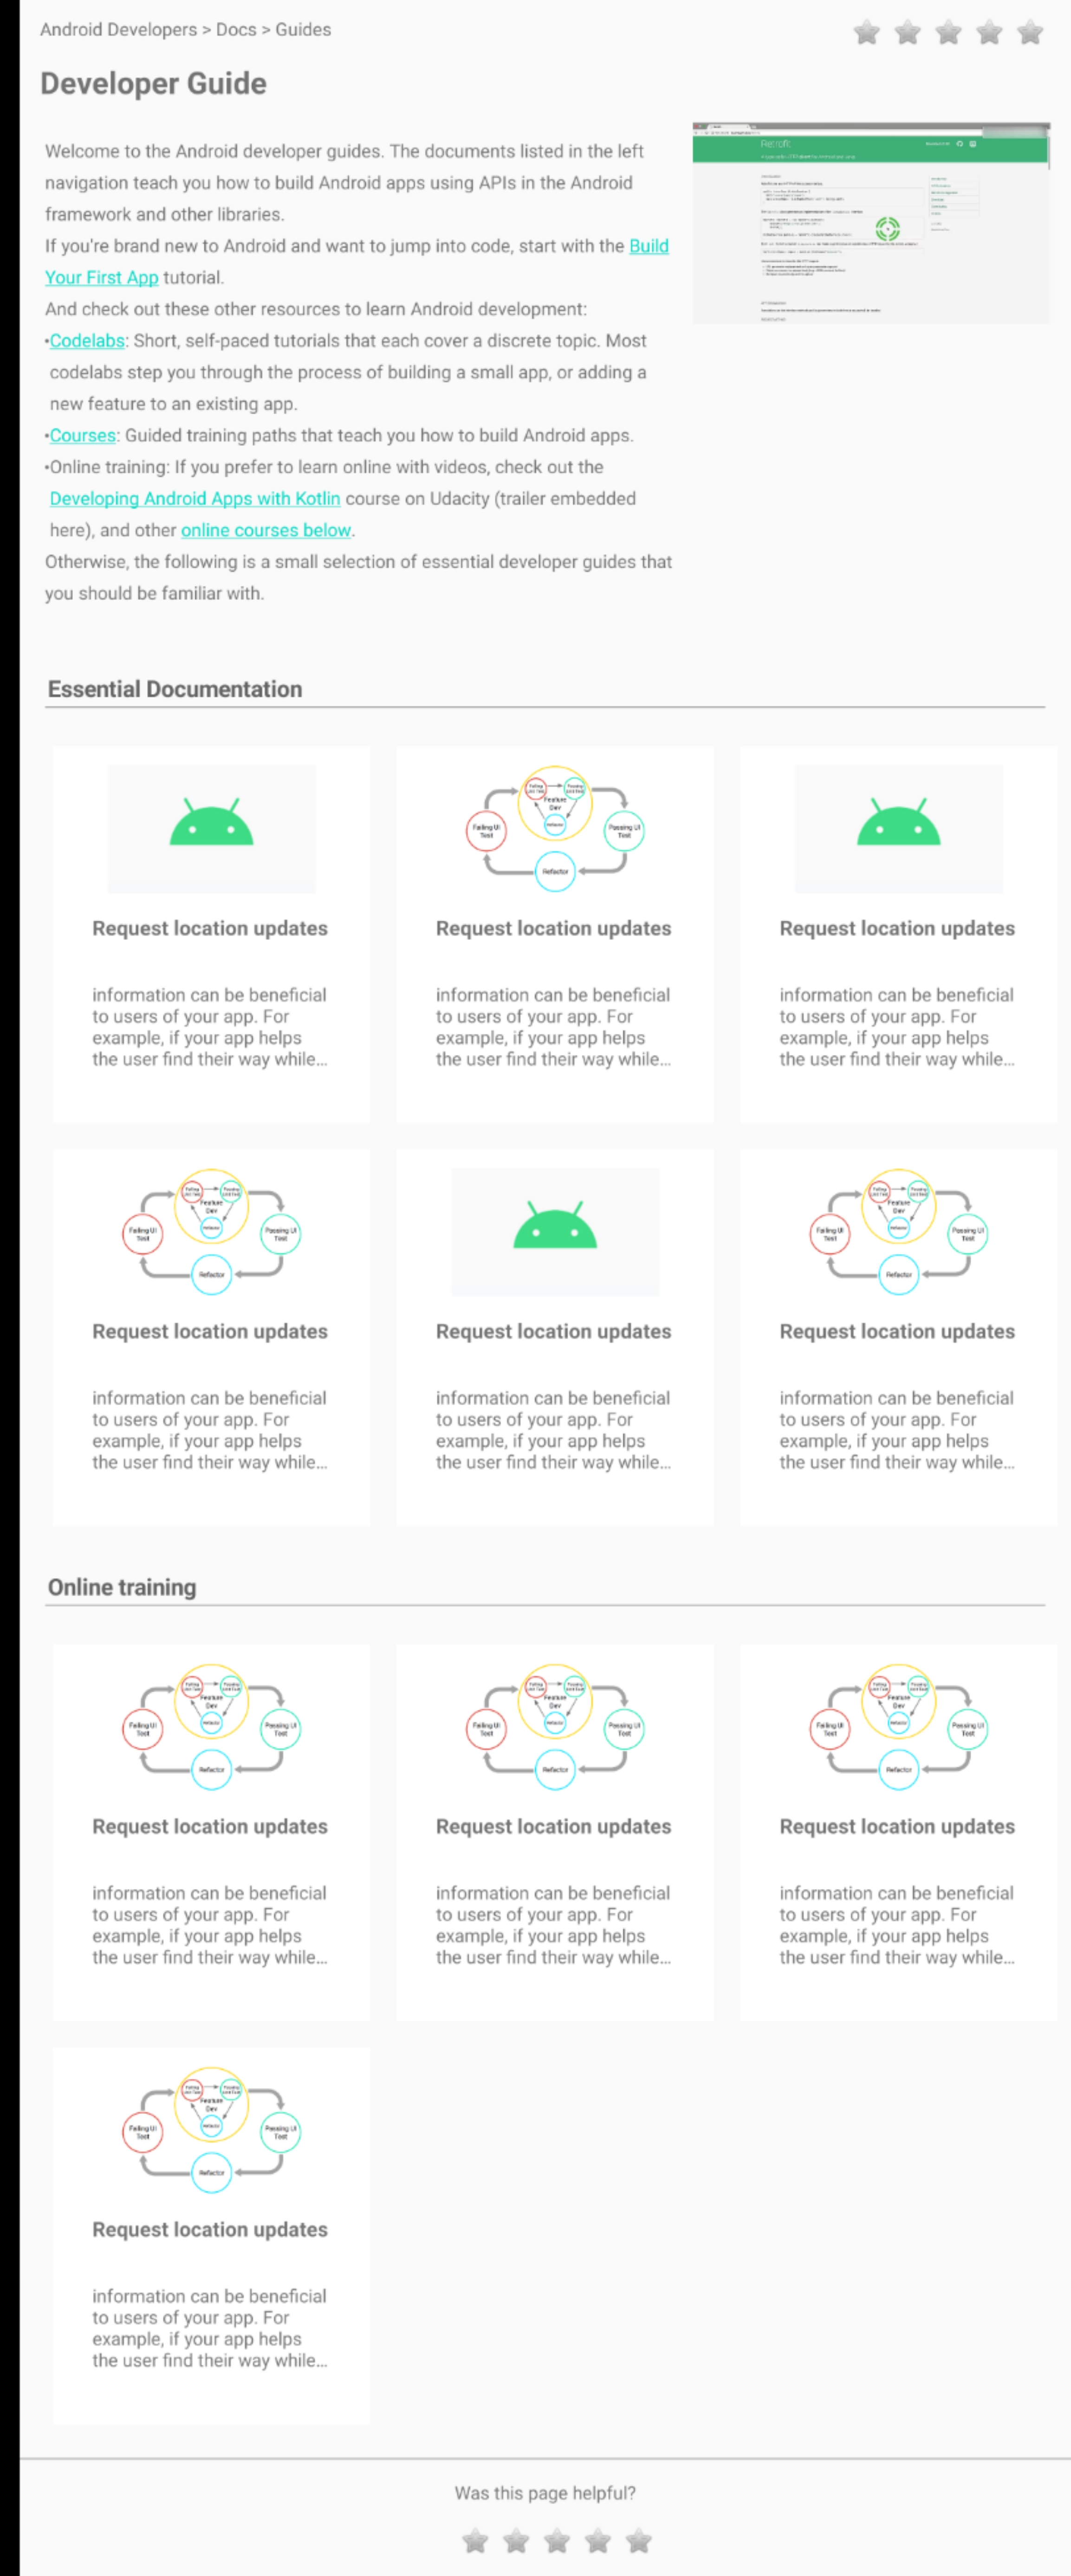 Android Developers > Docs > Guides
Developer Guide
Welcome to the Android developer guides. The documents listed in the left
navigation teach you how to build Android apps using APIs in the Android
framework and other libraries.
If you're brand new to Android and want to jump into code, start with the Build
Your First App tutorial.
And check out these other resources to learn Android development:
•Codelabs: Short, self-paced tutorials that each cover a discrete topic. Most
codelabs step you through the process of building a small app, or adding a
new feature to an existing app.
•Courses: Guided training paths that teach you how to build Android apps.
•Online training: If you prefer to learn online with videos, check out the
Developing Android Apps with Kotlin course on Udacity (trailer embedded
here), and other online courses below.
Otherwise, the following is a small selection of essential developer guides that
you should be familiar with.
Retrofit
Essential Documentation
Request location updates
information can be beneficial
to users of your app. For
example, if your app helps
the user find their way while...
Failing UI
Test
Feature
Dev
Refactor
Passing UI
Test
Refactor
Request location updates
information can be beneficial
to users of your app. For
example, if your app helps
the user find their way while...
Request location updates
information can be beneficial
to users of your app. For
example, if your app helps
the user find their way while...
Failing UI
Test
Feature
Dev
Refactor
Passing UI
Test
Refactor
Request location updates
information can be beneficial
to users of your app. For
example, if your app helps
the user find their way while...
Request location updates
information can be beneficial
to users of your app. For
example, if your app helps
the user find their way while...
Failing UI
Test
Feature
Dev
Refactor
Passing UI
Test
Refactor
Request location updates
information can be beneficial
to users of your app. For
example, if your app helps
the user find their way while...
Online training
Failing UI
Test
Feature
Dev
Refactor
Passing UI
Test
Refactor
Request location updates
information can be beneficial
to users of your app. For
example, if your app helps
the user find their way while...
Failing UI
Test
Feature
Dev
Refactor
Passing UI
Test
Refactor
Request location updates
information can be beneficial
to users of your app. For
example, if your app helps
the user find their way while...
Failing UI
Test
Feature
Dev
Refactor
Passing UI
Test
Refactor
Request location updates
information can be beneficial
to users of your app. For
example, if your app helps
the user find their way while...
Failing UI
Test
Feature
Dev
Refactor
Passing UI
Test
Refactor
Request location updates
information can be beneficial
to users of your app. For
example, if your app helps
the user find their way while...
Was this page helpful?